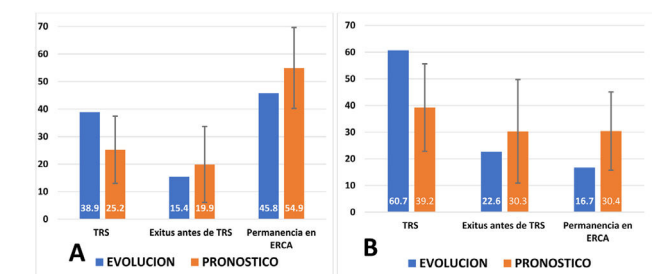 70
60
50
40
30
20
10
0
38.9 25.2 15.4 19.9 45.8 54.9
TRS Exitus antes de TRS Permanencia en
ERCA
A
EVOLUCION PRONOSTICO
70
60
50
40
30
20
10
0
60.7 39.2 22.6 30.3 16.7 30.4
TRS Exitus antes de TRS Permanencia en
ERCA
B
EVOLUCION PRONOSTICO